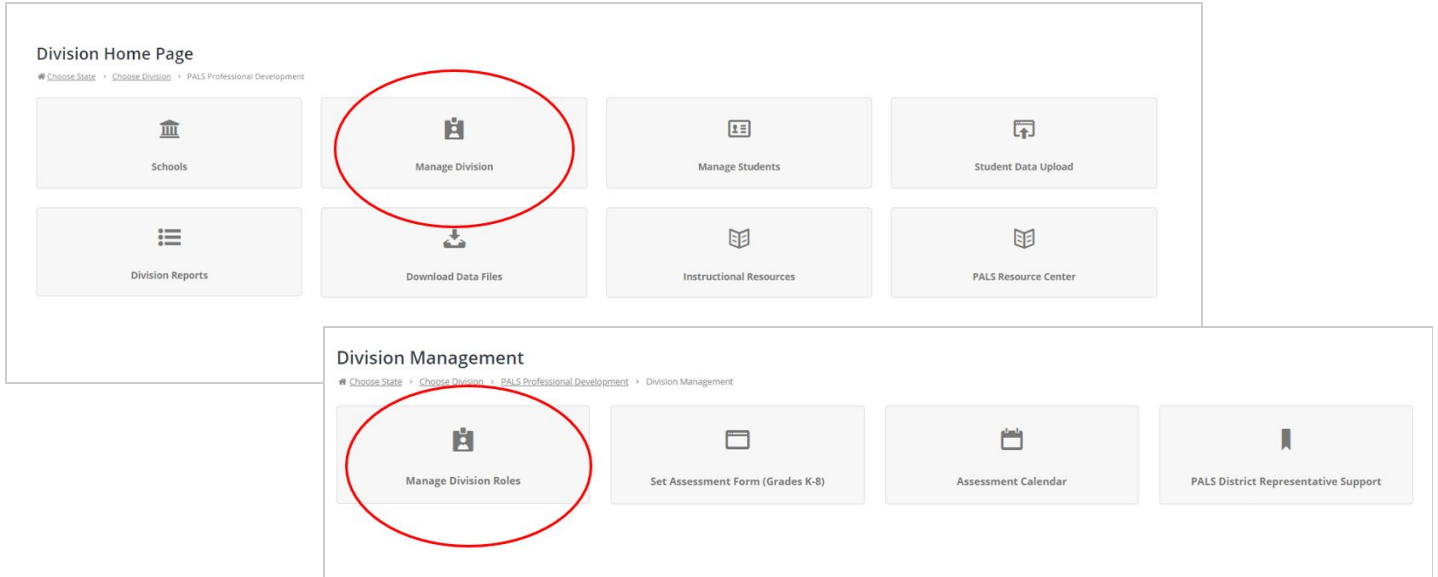 Division Home Page
Choose State › Choose Division › PALS Professional Development
Schools
Manage Division
Manage Students
Student Data Upload
Division Reports
Download Data Files
Instructional Resources
PALS Resource Center
Division Management
Choose State › Choose Division › PALS Professional Development › Division Management
Manage Division Roles
Set Assessment Form (Grades K-8)
Assessment Calendar
PALS District Representative Support